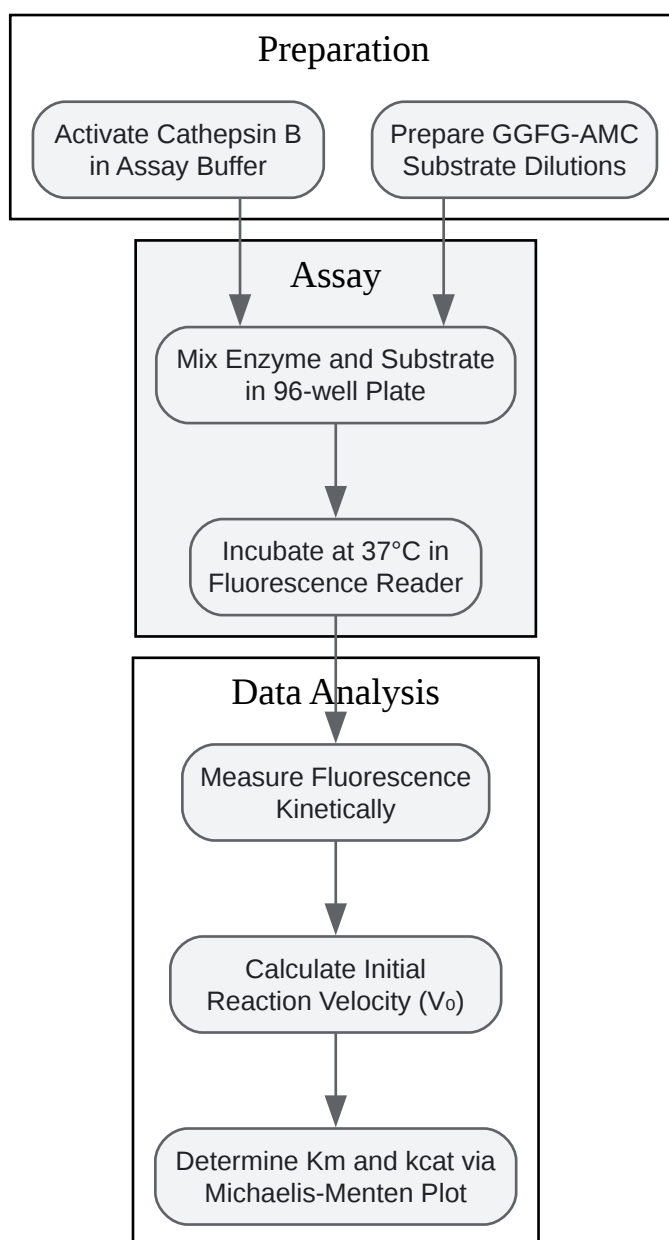 Preparation
Activate Cathepsin B
in Assay Buffer
Prepare GGFG-AMC
Substrate Dilutions
Assay
Mix Enzyme and Substrate
in 96-well Plate
Incubate at 37°C in
Fluorescence Reader
Data Analysis
Measure Fluorescence
Kinetically
Calculate Initial
Reaction Velocity (V₀)
Determine Km and kcat via
Michaelis-Menten Plot